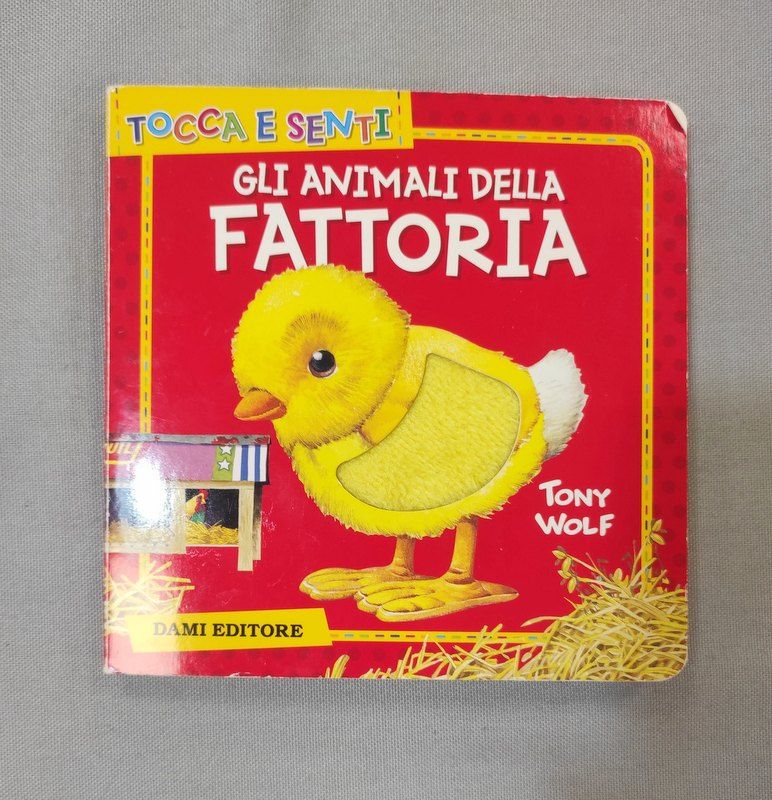 TOCCA E SENTI
GLI ANIMALI DELLA
FATTORIA
TONY
WOLF
DAMI EDITORE